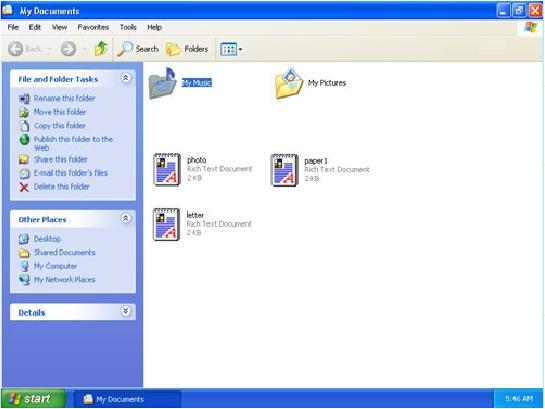 My Documents
File Edit View Favorites Tools Help
Back Search Folders
File and Folder Tasks
Rename this folder
Move this folder
Copy this folder
Publish this folder to the
Web
Share this folder
E-mail this folder's files
Delete this folder
Other Places
Desktop
Shared Documents
My Computer
My Network Places
Details
My Music
My Pictures
photo
Rich Text Document
2 KB
paper1
Rich Text Document
2 KB
letter
Rich Text Document
2 KB
start My Documents 5:46 AM